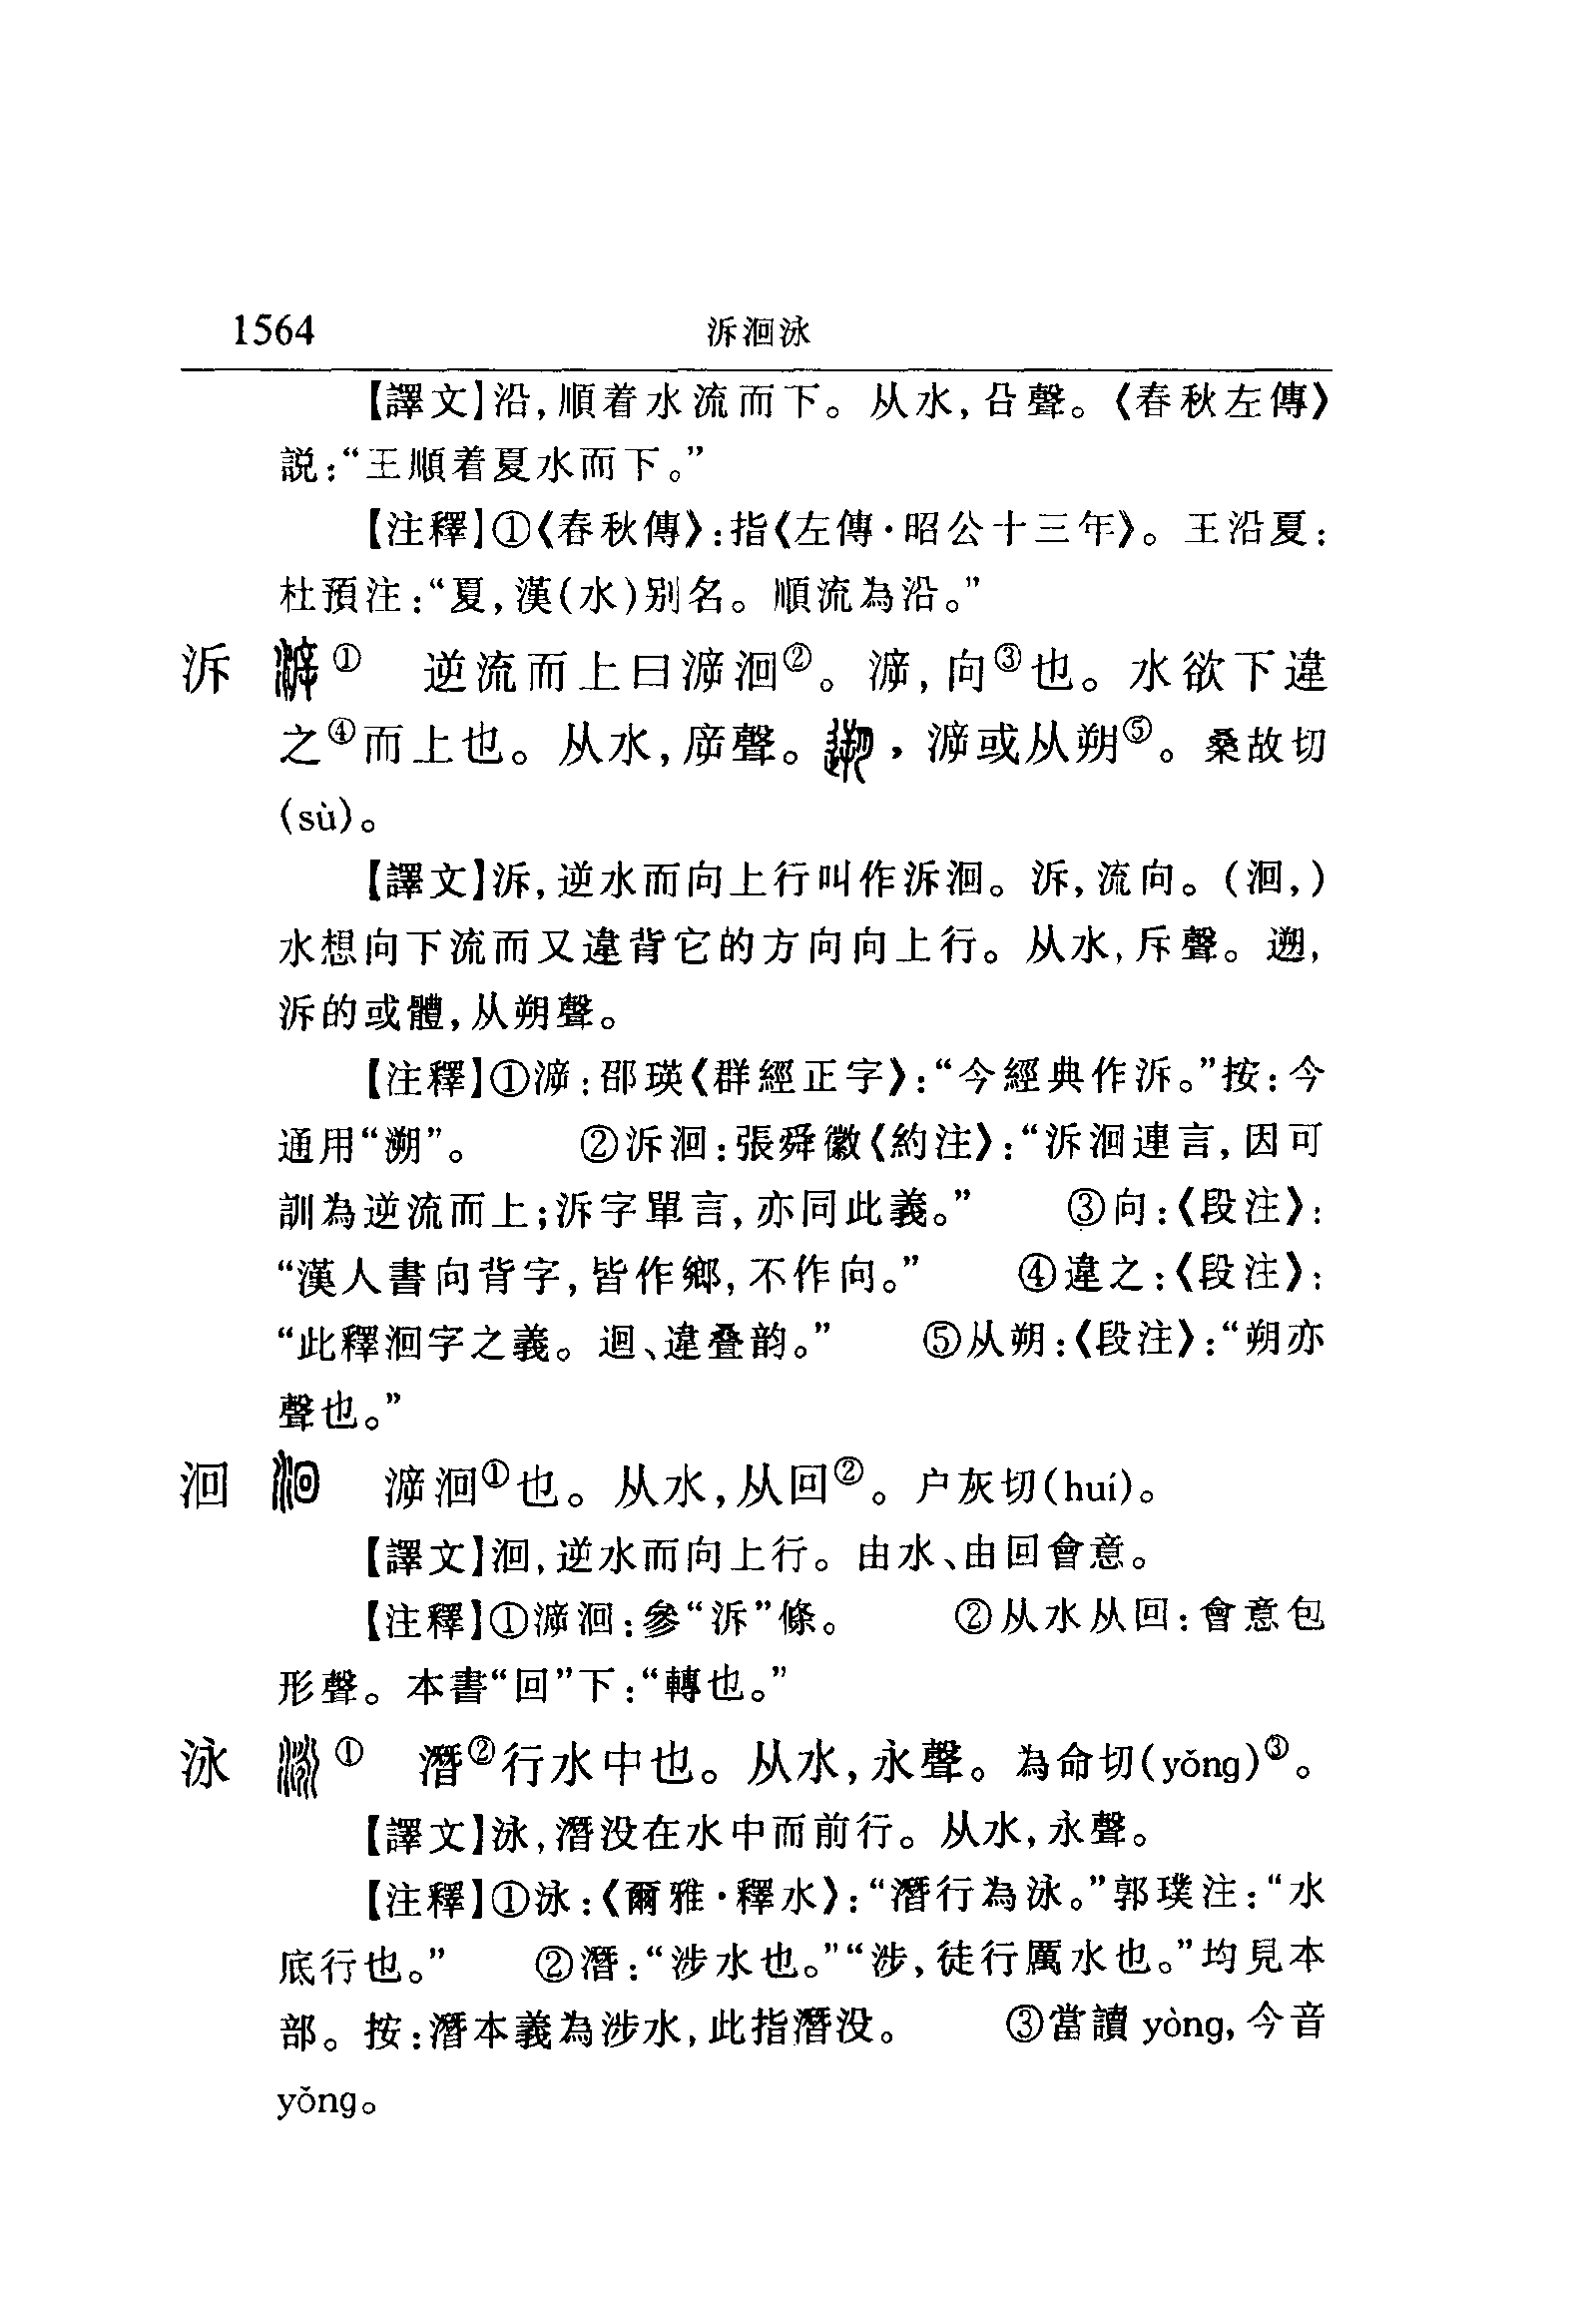 1564 泝洄泳
【譯文】沿,順着水流而下。从水,㕣聲。《春秋左傳》
説:“王順着夏水而下。”
【注釋】①《春秋傳》:指《左傳·昭公十三年》。王沿夏:
杜預注:“夏,漢(水)别名。順流為沿。”
泝 ① 逆流而上曰㴑洄②。㴑,向③也。水欲下違
之④而上也。从水,㡿聲。,㴑或从朔⑤。桑故切
(sù)。
【譯文】泝,逆水而向上行叫作泝洄。泝,流向。(洄,)
水想向下流而又違背它的方向向上行。从水,斥聲。遡,
泝的或體,从朔聲。
【注釋】①㴑:邵瑛《群經正字》:“今經典作泝。”按:今
通用“溯”。 ②泝洄:張舜徽《約注》:“泝洄連言,因可
訓為逆流而上;泝字單言,亦同此義。” ③向:《段注》:
“漢人書向背字,皆作鄉,不作向。” ④違之:《段注》:
“此釋洄字之義。迴、違叠韵。” ⑤从朔:《段注》:“朔亦
聲也。”
洄 㴑洄①也。从水,从回②。户灰切(huí)。
【譯文】洄,逆水而向上行。由水、由回會意。
【注釋】①㴑洄:參“泝”條。 ②从水从回:會意包
形聲。本書“回”下:“轉也。”
泳 ① 潛②行水中也。从水,永聲。為命切(yǒng)③。
【譯文】泳,潛没在水中而前行。从水,永聲。
【注釋】①泳:《爾雅·釋水》:“潛行為泳。”郭璞注:“水
底行也。” ②潛:“涉水也。”“涉,徒行厲水也。”均見本
部。按:潛本義為涉水,此指潛没。 ③當讀 yòng,今音
yǒng。